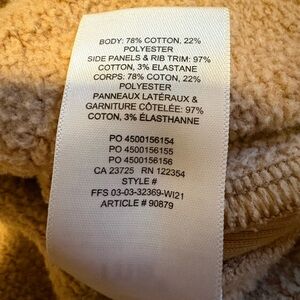 BODY: 78% COTTON, 22%
POLYESTER
SIDE PANELS & RIB TRIM: 97%
COTTON, 3% ELASTANE
CORPS: 78% COTON, 22%
POLYESTER
PANNEAUX LATÉRAUX &
GARNITURE CÔTELÉE: 97%
COTON, 3% ÉLASTHANNE
PO 4500156154
PO 4500156155
PO 4500156156
CA 23725 RN 122354
STYLE #
FFS 03-03-32369-WI21
ARTICLE # 90879